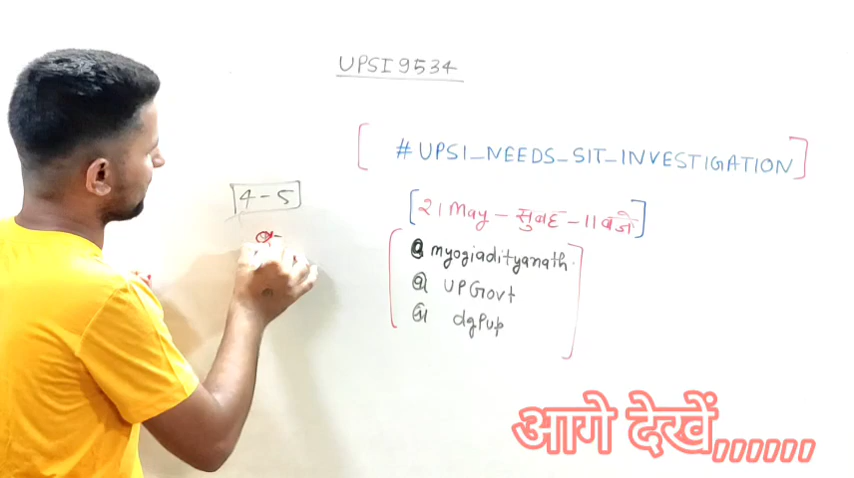 UPSI 9534
# UPSI_NEEDS_SIT_INVESTIGATION
4 - 5
21 May - सुबह - 11 बजे
@ myogiadityanath
@ UPGovt
@ dgpup
आगे देखें,,,,,,